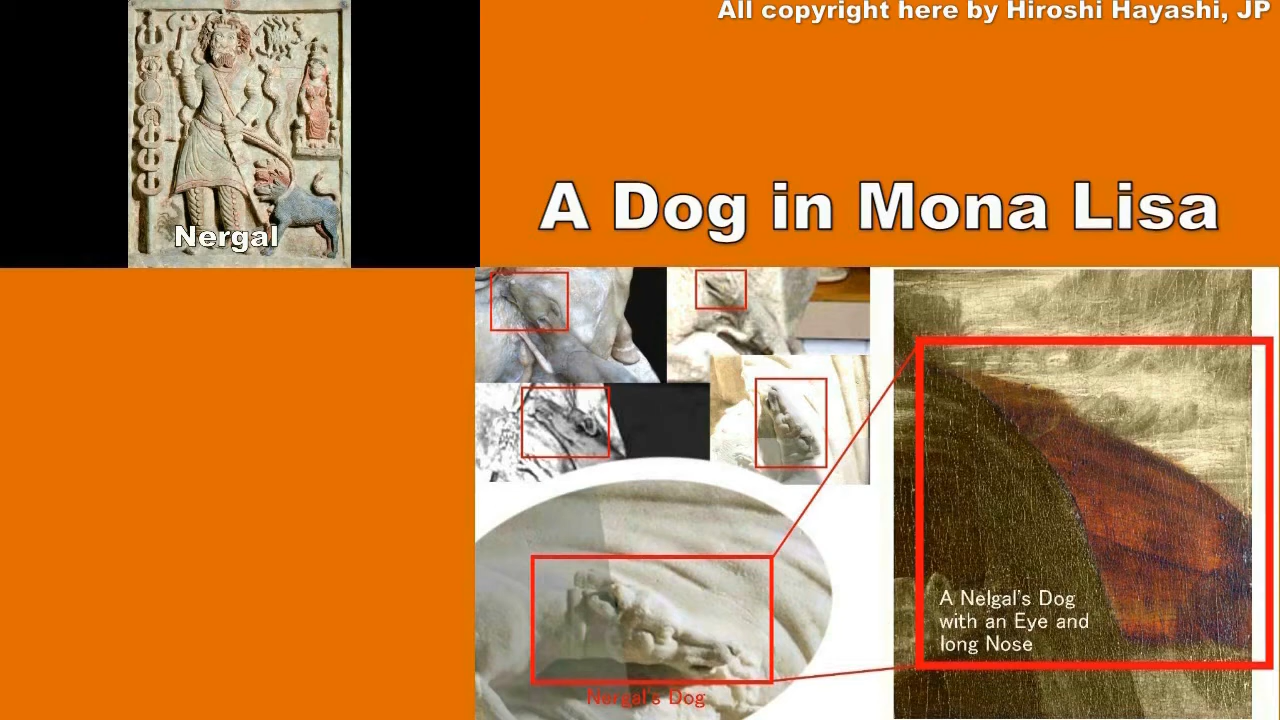 All copyright here by Hiroshi Hayashi, JP
A Dog in Mona Lisa
Nergal
A Nelgal's Dog
with an Eye and
long Nose
Nergal's Dog